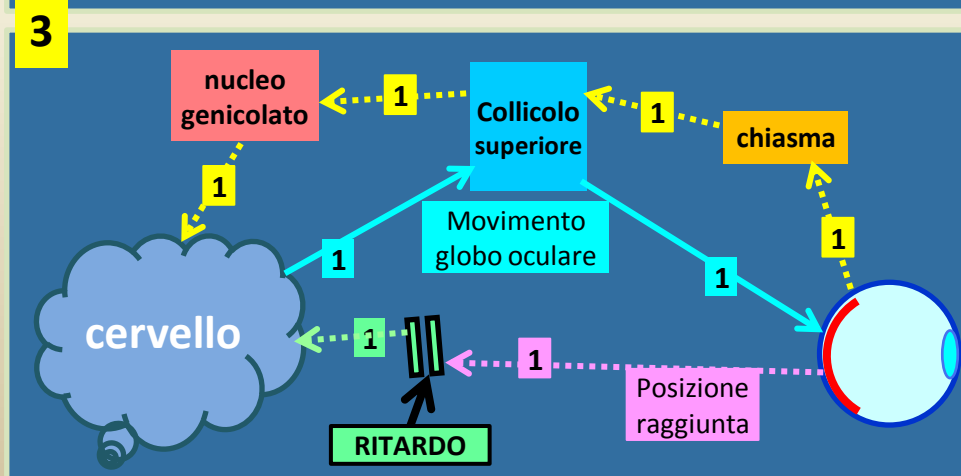 3
nucleo
genicolato
1
Collicolo
superiore
1
chiasma
1
1
Movimento
globo oculare
1
1
cervello
1
1
Posizione
raggiunta
RITARDO